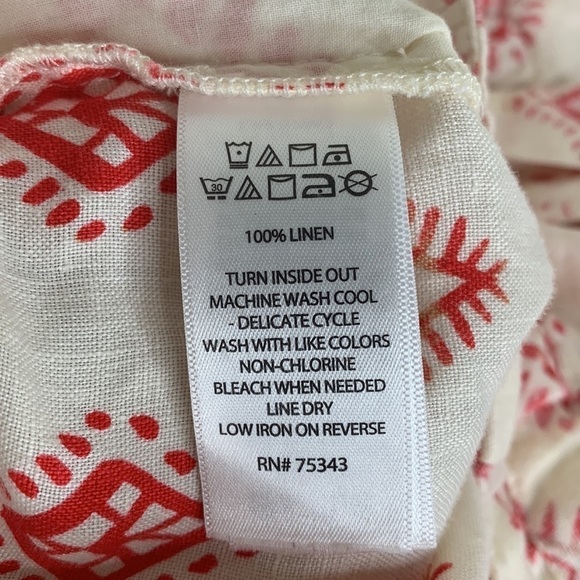 30
100% LINEN
TURN INSIDE OUT
MACHINE WASH COOL
- DELICATE CYCLE
WASH WITH LIKE COLORS
NON-CHLORINE
BLEACH WHEN NEEDED
LINE DRY
LOW IRON ON REVERSE
RN# 75343